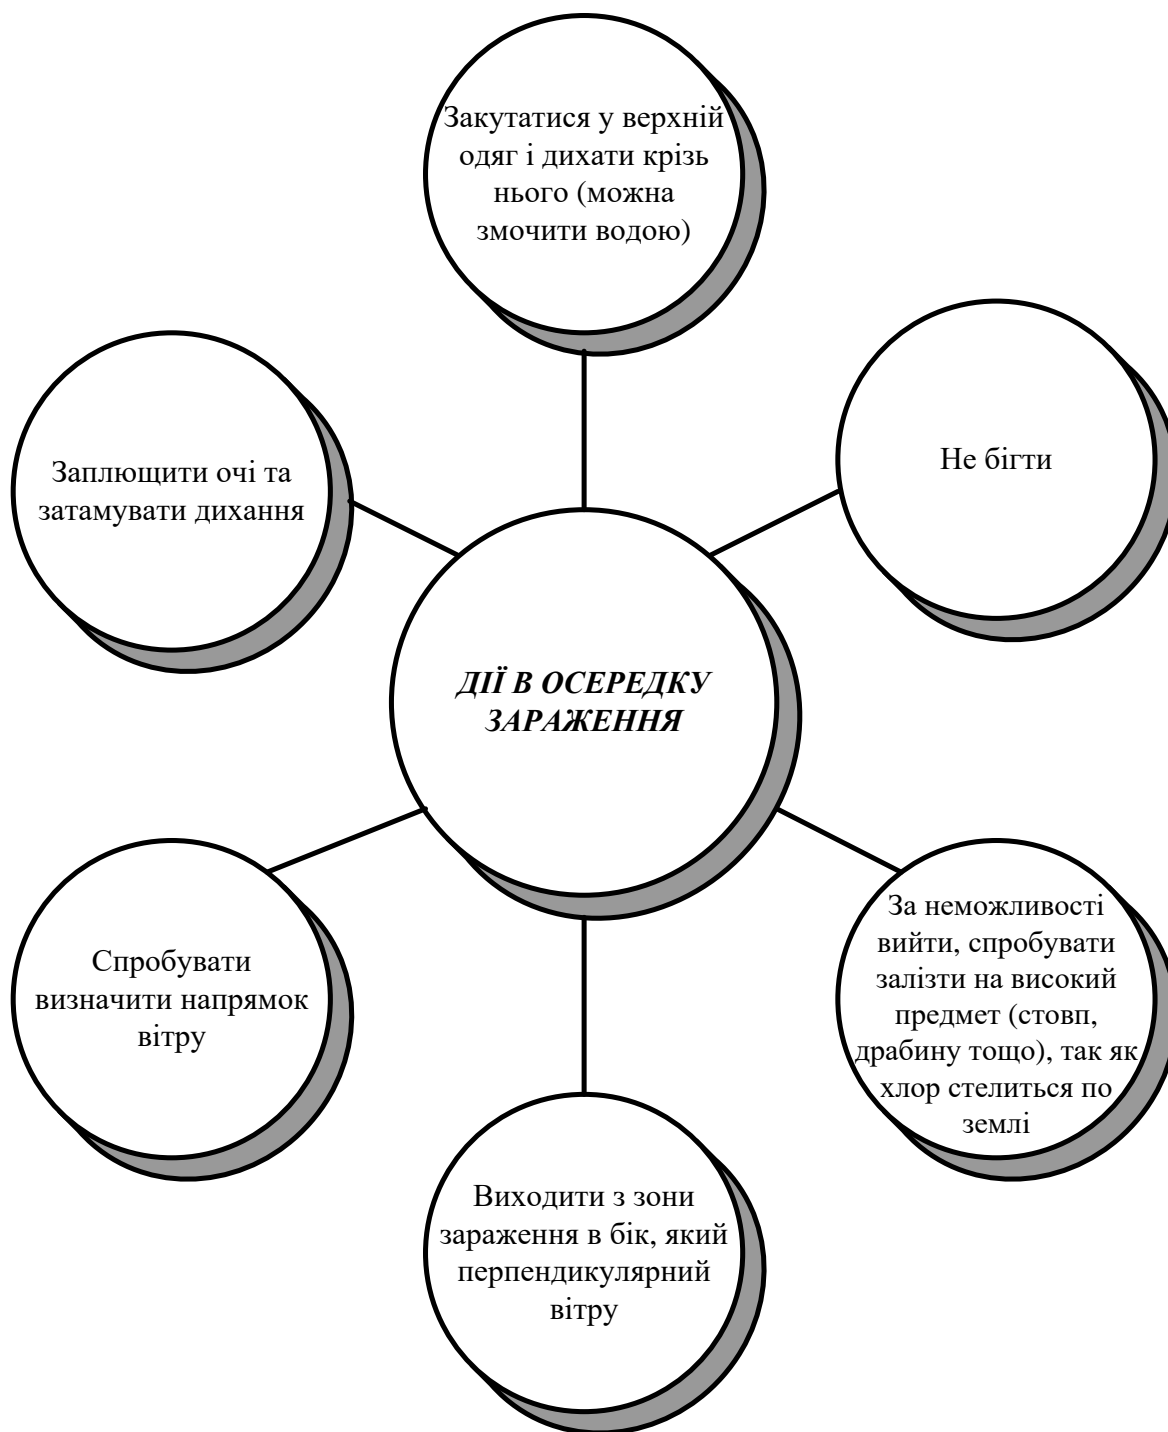 Закутатися у верхній
одяг і дихати крізь
нього (можна
змочити водою)
Не бігти
Заплющити очі та
затамувати дихання
ДІЇ В ОСЕРЕДКУ
ЗАРАЖЕННЯ
За неможливості
вийти, спробувати
залізти на високий
предмет (стовп,
драбину тощо), так як
хлор стелиться по
землі
Спробувати
визначити напрямок
вітру
Виходити з зони
зараження в бік, який
перпендикулярний
вітру